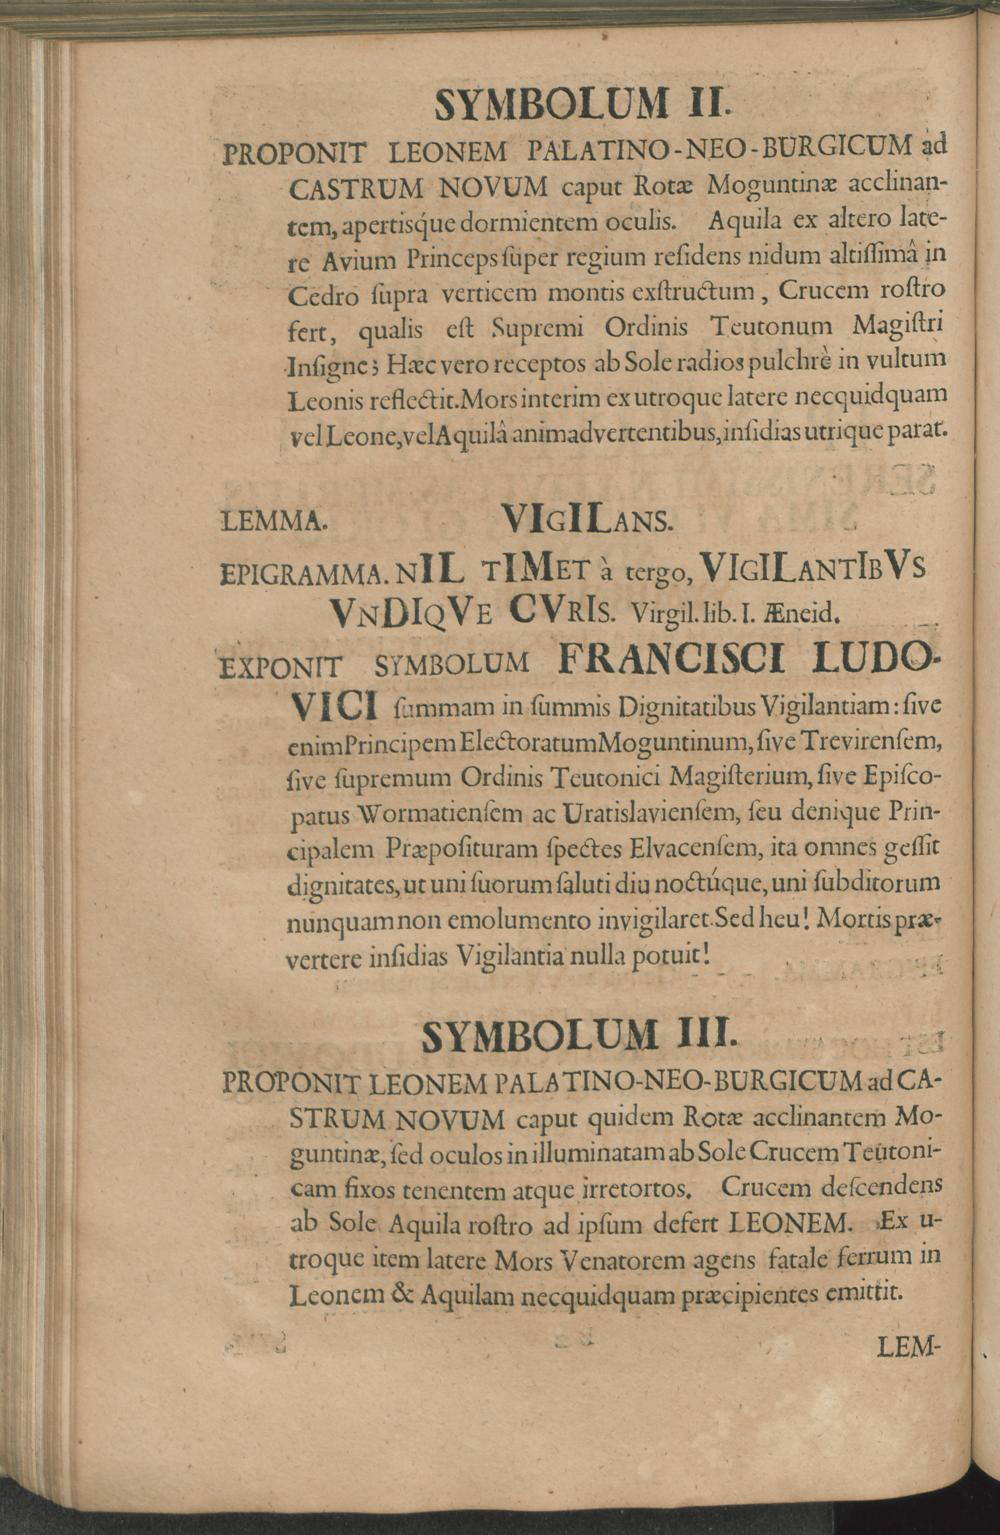 SYMBOLUM II.
PROPONIT LEONEM PALATINO-NEO-BURGICUM ad
CASTRUM NOVUM caput Rotæ Moguntinæ acclinan-
tem, apertisq́ue dormientem oculis. Aquila ex altero late-
re Avium Princeps ſuper regium reſidens nidum altiſſimâ in
Cedro ſupra verticem montis exſtructum, Crucem roſtro
fert, qualis eſt Supremi Ordinis Teutonum Magiſtri
Inſigne; Hæc vero receptos ab Sole radios pulchrè in vultum
Leonis reflectit. Mors interim ex utroque latere necquidquam
vel Leone, vel Aquilâ animadvertentibus, inſidias utrique parat.
LEMMA. VIGILANS.
EPIGRAMMA. NIL TIMET à tergo, VIGILANTIBVS
VNDIQVE CVRIS. Virgil. lib. I. Æneid.
EXPONIT SYMBOLUM FRANCISCI LUDO-
VICI ſummam in ſummis Dignitatibus Vigilantiam: ſive
enim Principem Electoratum Moguntinum, ſive Trevirenſem,
ſive ſupremum Ordinis Teutonici Magiſterium, ſive Epiſco-
patus Wormatienſem ac Uratislavienſem, ſeu denique Prin-
cipalem Præpoſituram ſpectes Elvacenſem, ita omnes geſſit
dignitates, ut uni ſuorum ſaluti diu noctúque, uni ſubditorum
nunquam non emolumento invigilaret. Sed heu! Mortis præ-
vertere inſidias Vigilantia nulla potuit!
SYMBOLUM III.
PROPONIT LEONEM PALATINO-NEO-BURGICUM ad CA-
STRUM NOVUM caput quidem Rotæ acclinantem Mo-
guntinæ, ſed oculos in illuminatam ab Sole Crucem Teutoni-
cam fixos tenentem atque irretortos. Crucem deſcendens
ab Sole Aquila roſtro ad ipſum defert LEONEM. Ex u-
troque item latere Mors Venatorem agens fatale ferrum in
Leonem & Aquilam necquidquam præcipientes emittit.
LEM-